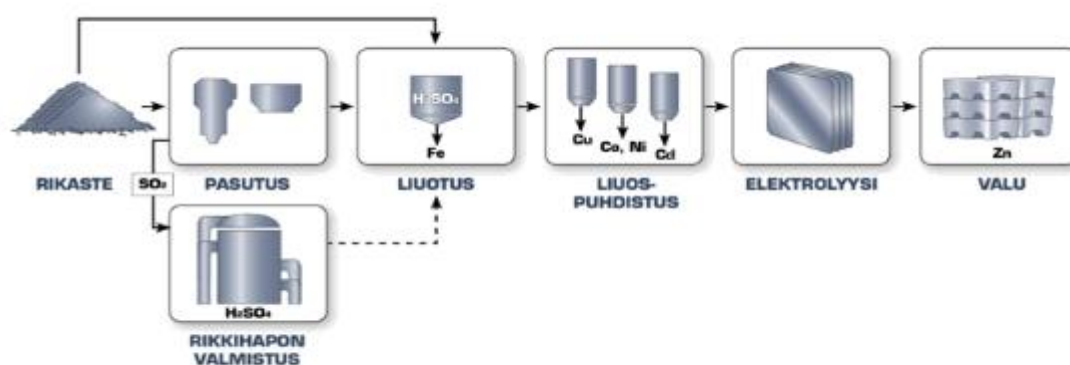 H₂SO₄
Cu
Co, Ni
Cd
Fe
Zn
RIKASTE
SO₂
PASUTUS
LIUOTUS
LIUOS-
PUHDISTUS
ELEKTROLYYSI
VALU
H₂SO₄
RIKKIHAPON
VALMISTUS